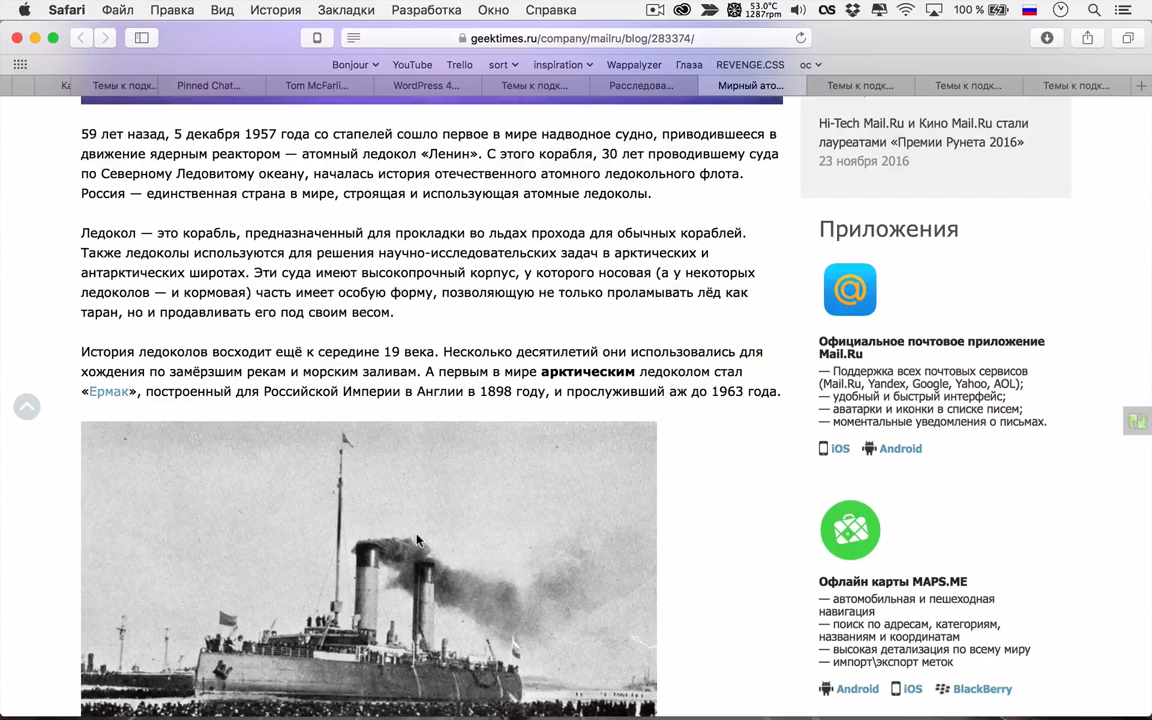 Safari Файл Правка Вид История Закладки Разработка Окно Справка 53.0°C 1287rpm 100 %
geektimes.ru/company/mailru/blog/283374/
Bonjour YouTube Trello sort inspiration Wappalyzer Глаза REVENGE.CSS ос
Ка Темы к подк... Pinned Chat... Tom McFarli... WordPress 4... Темы к подк... Расследова... Мирный ато... Темы к подк... Темы к подк... Темы к подк...
59 лет назад, 5 декабря 1957 года со стапелей сошло первое в мире надводное судно, приводившееся в
движение ядерным реактором — атомный ледокол «Ленин». С этого корабля, 30 лет проводившему суда
по Северному Ледовитому океану, началась история отечественного атомного ледокольного флота.
Россия — единственная страна в мире, строящая и использующая атомные ледоколы.
Ледокол — это корабль, предназначенный для прокладки во льдах прохода для обычных кораблей.
Также ледоколы используются для решения научно-исследовательских задач в арктических и
антарктических широтах. Эти суда имеют высокопрочный корпус, у которого носовая (а у некоторых
ледоколов — и кормовая) часть имеет особую форму, позволяющую не только проламывать лёд как
таран, но и продавливать его под своим весом.
История ледоколов восходит ещё к середине 19 века. Несколько десятилетий они использовались для
хождения по замёрзшим рекам и морским заливам. А первым в мире арктическим ледоколом стал
«Ермак», построенный для Российской Империи в Англии в 1898 году, и прослуживший аж до 1963 года.
Hi-Tech Mail.Ru и Кино Mail.Ru стали
лауреатами «Премии Рунета 2016»
23 ноября 2016
Приложения
Официальное почтовое приложение
Mail.Ru
— Поддержка всех почтовых сервисов
(Mail.Ru, Yandex, Google, Yahoo, AOL);
— удобный и быстрый интерфейс;
— аватарки и иконки в списке писем;
— моментальные уведомления о письмах.
iOS Android
Офлайн карты MAPS.ME
— автомобильная и пешеходная
навигация
— поиск по адресам, категориям,
названиям и координатам
— высокая детализация по всему миру
— импорт\экспорт меток
Android iOS BlackBerry